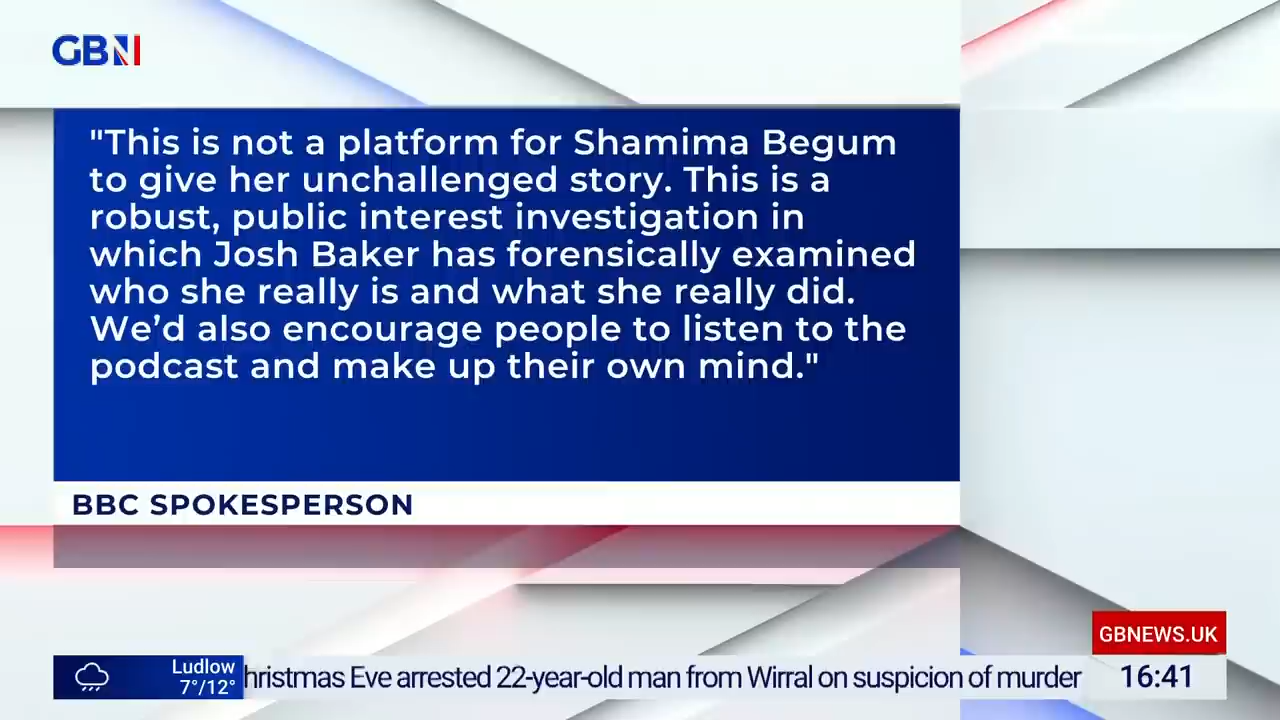 GBN
"This is not a platform for Shamima Begum
to give her unchallenged story. This is a
robust, public interest investigation in
which Josh Baker has forensically examined
who she really is and what she really did.
We'd also encourage people to listen to the
podcast and make up their own mind."
BBC SPOKESPERSON
GBNEWS.UK
Ludlow
7°/12°
hristmas Eve arrested 22-year-old man from Wirral on suspicion of murder
16:41